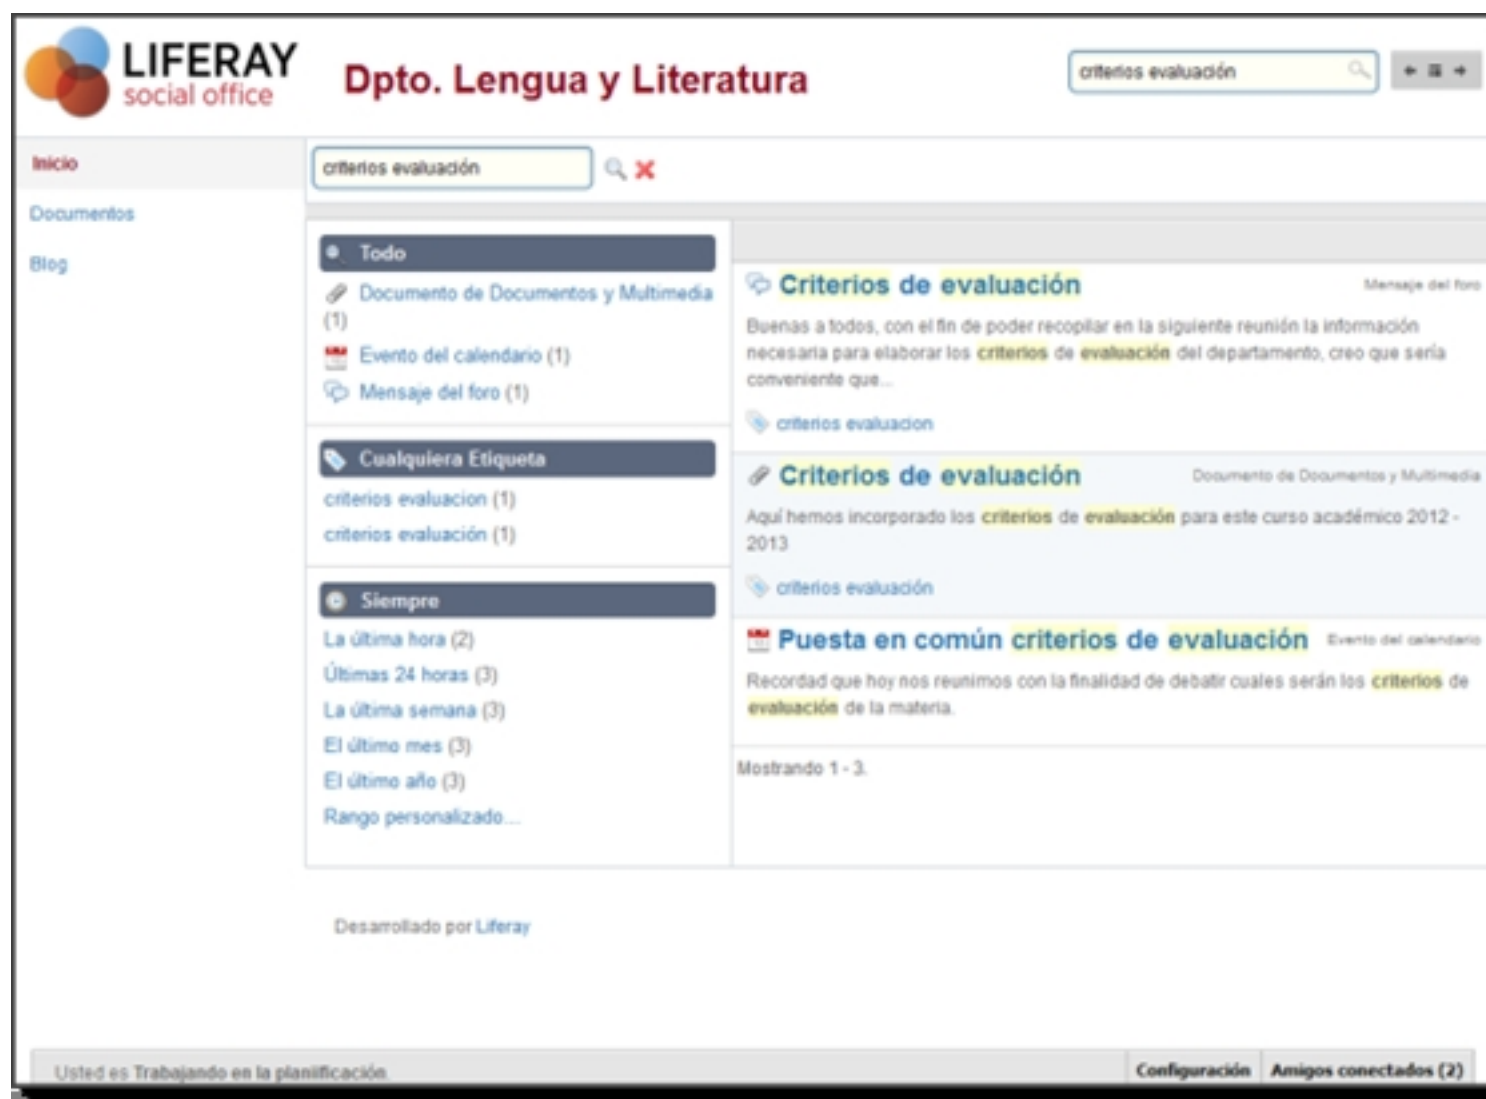 LIFERAY
social office
Dpto. Lengua y Literatura
criterios evaluación
Inicio
Documentos
Blog
criterios evaluación
Todo
Documento de Documentos y Multimedia
(1)
Evento del calendario (1)
Mensaje del foro (1)
Cualquiera Etiqueta
criterios evaluacion (1)
criterios evaluación (1)
Siempre
La última hora (2)
Últimas 24 horas (3)
La última semana (3)
El último mes (3)
El último año (3)
Rango personalizado...
Criterios de evaluación
Mensaje del foro
Buenas a todos, con el fin de poder recopilar en la siguiente reunión la información
necesaria para elaborar los criterios de evaluación del departamento, creo que sería
conveniente que...
criterios evaluacion
Criterios de evaluación
Documento de Documentos y Multimedia
Aquí hemos incorporado los criterios de evaluación para este curso académico 2012 -
2013
criterios evaluación
Puesta en común criterios de evaluación
Evento del calendario
Recordad que hoy nos reunimos con la finalidad de debatir cuales serán los criterios de
evaluación de la materia.
Mostrando 1 - 3.
Desarrollado por Liferay
Usted es Trabajando en la planificación.
Configuración
Amigos conectados (2)